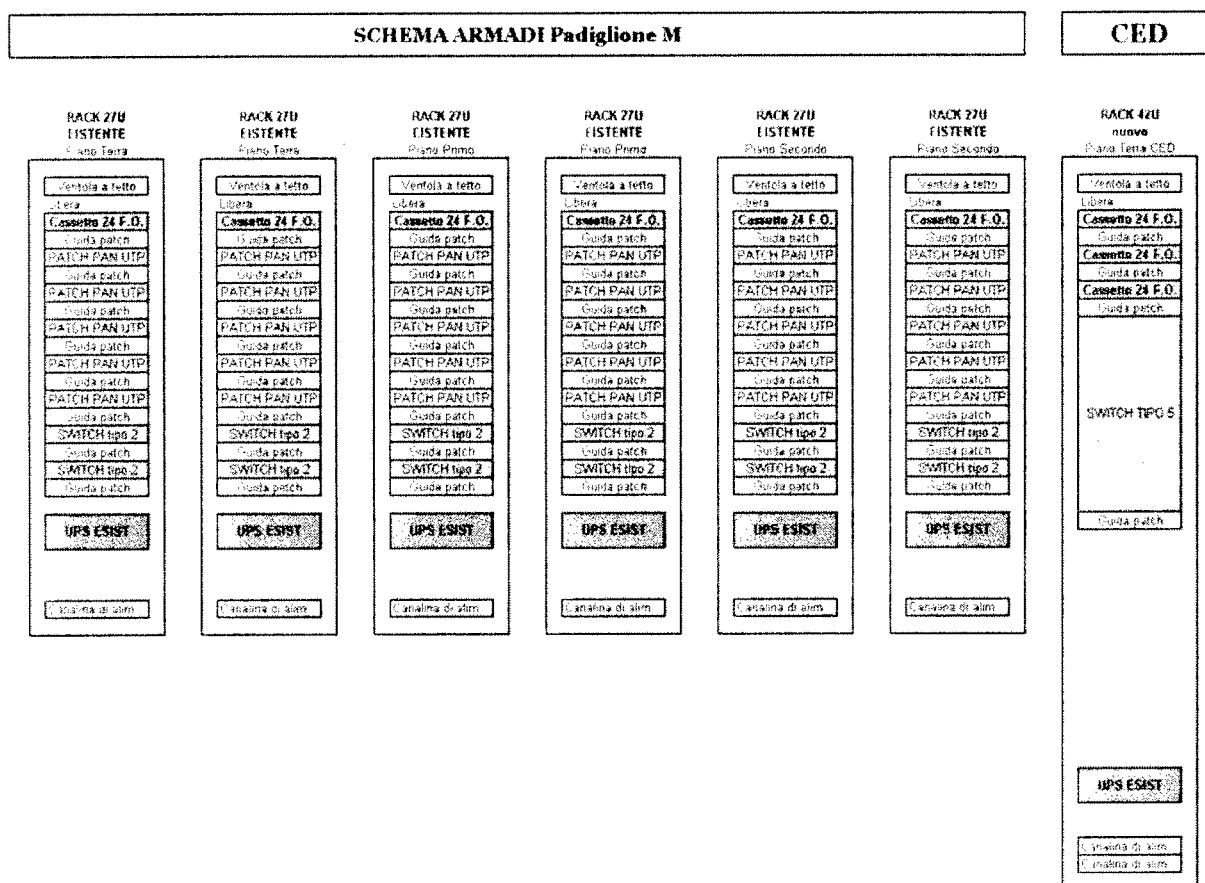 SCHEMA ARMADI Padiglione M
CED
RACK 27U
EISTENTE
Piano Terra
Ventola a tetto
Libera
Cassetto 24 F.O.
Guida patch
PATCH PAN UTP
Guida patch
PATCH PAN UTP
Guida patch
PATCH PAN UTP
Guida patch
PATCH PAN UTP
Guida patch
PATCH PAN UTP
Guida patch
SWITCH tipo 2
Guida patch
SWITCH tipo 2
Guida patch
UPS ESIST
Canalina di alim
RACK 27U
EISTENTE
Piano Terra
Ventola a tetto
Libera
Cassetto 24 F.O.
Guida patch
PATCH PAN UTP
Guida patch
PATCH PAN UTP
Guida patch
PATCH PAN UTP
Guida patch
PATCH PAN UTP
Guida patch
PATCH PAN UTP
Guida patch
SWITCH tipo 2
Guida patch
SWITCH tipo 2
Guida patch
UPS ESIST
Canalina di alim
RACK 27U
EISTENTE
Piano Primo
Ventola a tetto
Libera
Cassetto 24 F.O.
Guida patch
PATCH PAN UTP
Guida patch
PATCH PAN UTP
Guida patch
PATCH PAN UTP
Guida patch
PATCH PAN UTP
Guida patch
PATCH PAN UTP
Guida patch
SWITCH tipo 2
Guida patch
SWITCH tipo 2
Guida patch
UPS ESIST
Canalina di alim
RACK 27U
EISTENTE
Piano Primo
Ventola a tetto
Libera
Cassetto 24 F.O.
Guida patch
PATCH PAN UTP
Guida patch
PATCH PAN UTP
Guida patch
PATCH PAN UTP
Guida patch
PATCH PAN UTP
Guida patch
PATCH PAN UTP
Guida patch
SWITCH tipo 2
Guida patch
SWITCH tipo 2
Guida patch
UPS ESIST
Canalina di alim
RACK 27U
EISTENTE
Piano Secondo
Ventola a tetto
Libera
Cassetto 24 F.O.
Guida patch
PATCH PAN UTP
Guida patch
PATCH PAN UTP
Guida patch
PATCH PAN UTP
Guida patch
PATCH PAN UTP
Guida patch
PATCH PAN UTP
Guida patch
SWITCH tipo 2
Guida patch
SWITCH tipo 2
Guida patch
UPS ESIST
Canalina di alim
RACK 27U
EISTENTE
Piano Secondo
Ventola a tetto
Libera
Cassetto 24 F.O.
Guida patch
PATCH PAN UTP
Guida patch
PATCH PAN UTP
Guida patch
PATCH PAN UTP
Guida patch
PATCH PAN UTP
Guida patch
PATCH PAN UTP
Guida patch
SWITCH tipo 2
Guida patch
SWITCH tipo 2
Guida patch
UPS ESIST
Canalina di alim
RACK 42U
nuovo
Piano Terra CED
Ventola a tetto
Libera
Cassetto 24 F.O.
Guida patch
Cassetto 24 F.O.
Guida patch
Cassetto 24 F.O.
Guida patch
SWITCH TIPO 5
Guida patch
UPS ESIST
Canalina di alim
Canalina di alim